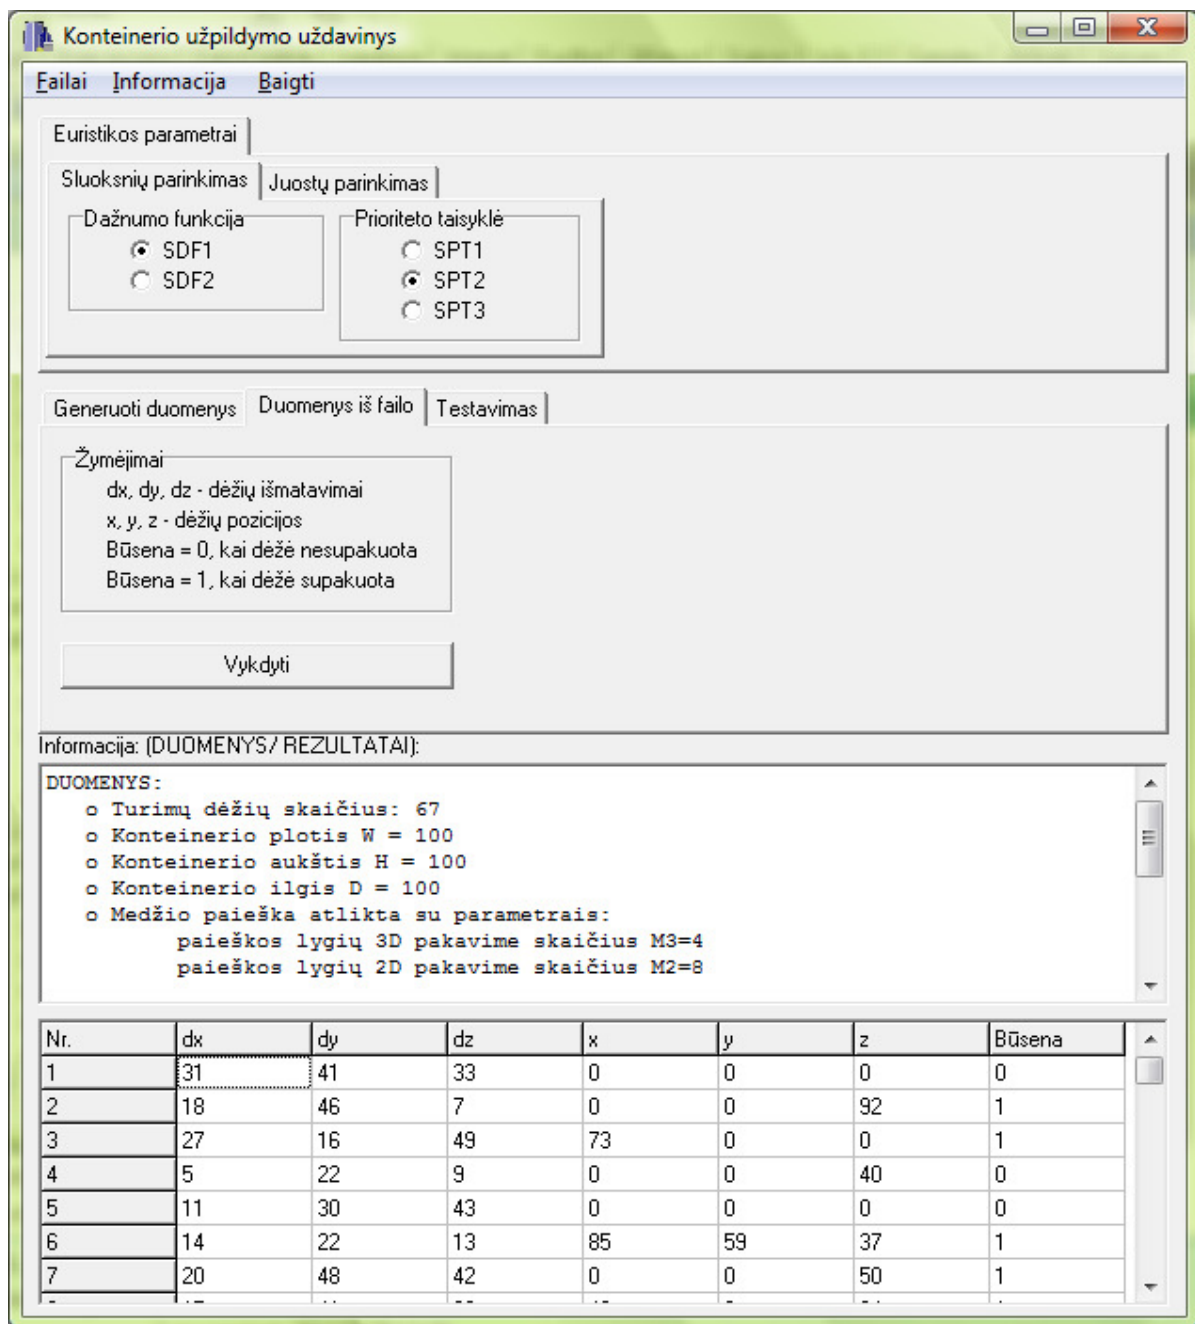 Konteinerio užpildymo uždavinys
Failai Informacija Baigti
Euristikos parametrai
Sluoksnių parinkimas Juostų parinkimas
Dažnumo funkcija Prioriteto taisyklė
SDF1 SPT1
SDF2 SPT2
SPT3
Generuoti duomenys Duomenys iš failo Testavimas
Žymėjimai
dx, dy, dz - dėžių išmatavimai
x, y, z - dėžių pozicijos
Būsena = 0, kai dėžė nesupakuota
Būsena = 1, kai dėžė supakuota
Vykdyti
Informacija: (DUOMENYS/ REZULTATAI):
DUOMENYS:
o Turimų dėžių skaičius: 67
o Konteinerio plotis W = 100
o Konteinerio aukštis H = 100
o Konteinerio ilgis D = 100
o Medžio paieška atlikta su parametrais:
paieškos lygių 3D pakavime skaičius M3=4
paieškos lygių 2D pakavime skaičius M2=8
Nr. dx dy dz x y z Būsena
1 31 41 33 0 0 0 0
2 18 46 7 0 0 92 1
3 27 16 49 73 0 0 1
4 5 22 9 0 0 40 0
5 11 30 43 0 0 0 0
6 14 22 13 85 59 37 1
7 20 48 42 0 0 50 1